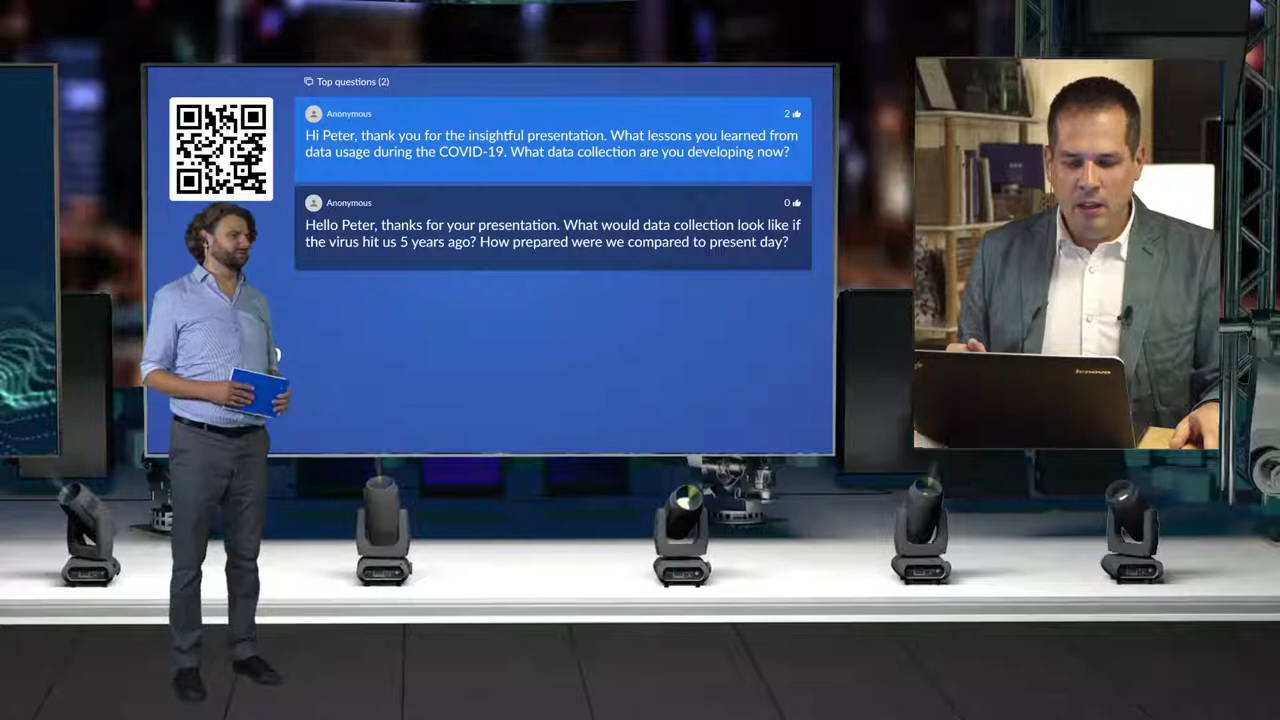 Top questions (2)
Anonymous
2
Hi Peter, thank you for the insightful presentation. What lessons you learned from
data usage during the COVID-19. What data collection are you developing now?
Anonymous
0
Hello Peter, thanks for your presentation. What would data collection look like if
the virus hit us 5 years ago? How prepared were we compared to present day?
lenovo